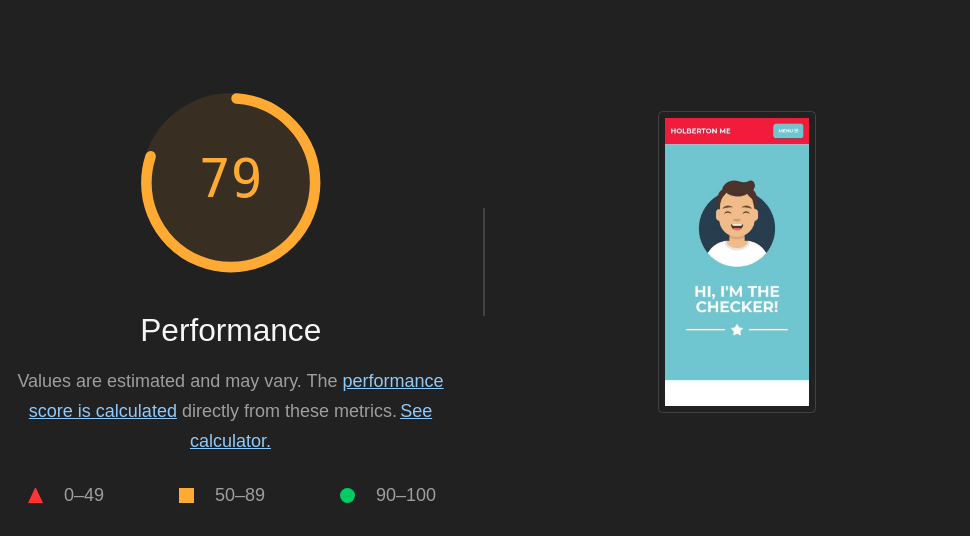 79
Performance
Values are estimated and may vary. The performance
score is calculated directly from these metrics. See
calculator.
0–49
50–89
90–100
HOLBERTON ME
MENU
HI, I'M THE
CHECKER!